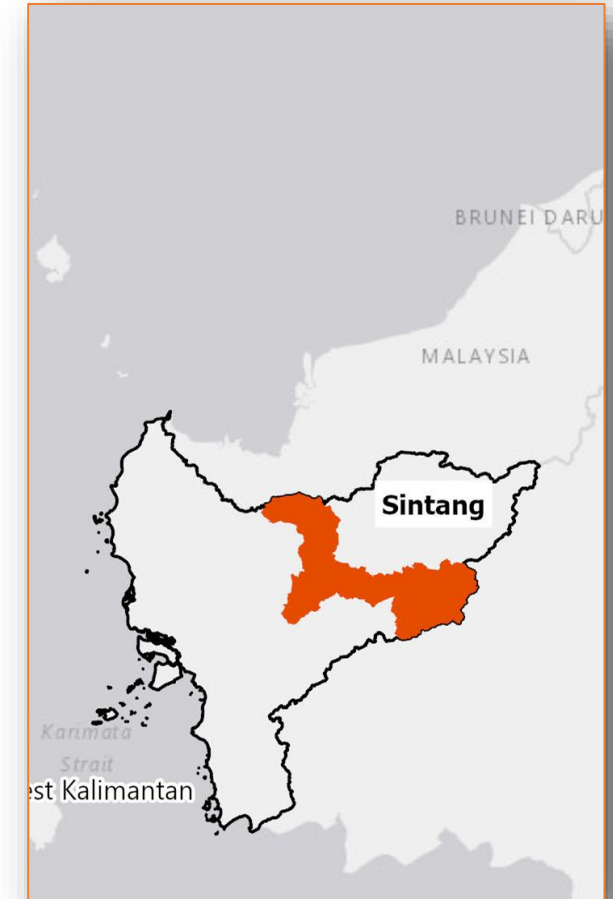 BRUNEI DARU
MALAYSIA
Sintang
Karimata
Strait
est Kalimantan